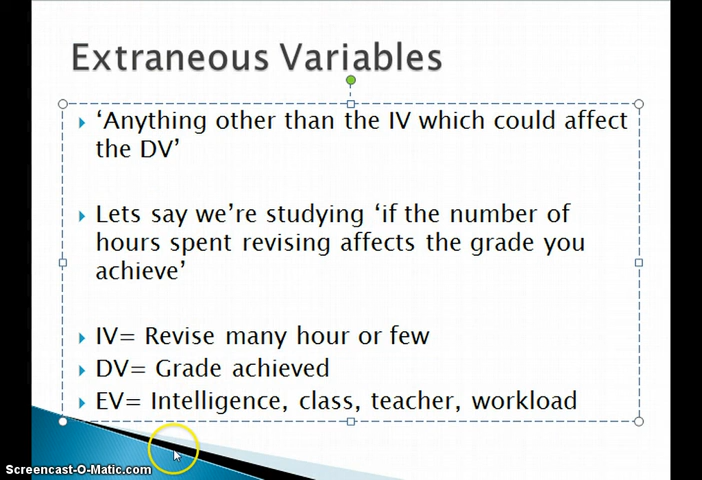 Extraneous Variables
‘Anything other than the IV which could affect
the DV’
Lets say we’re studying ‘if the number of
hours spent revising affects the grade you
achieve’
IV= Revise many hour or few
DV= Grade achieved
EV= Intelligence, class, teacher, workload
Screencast-O-Matic.com